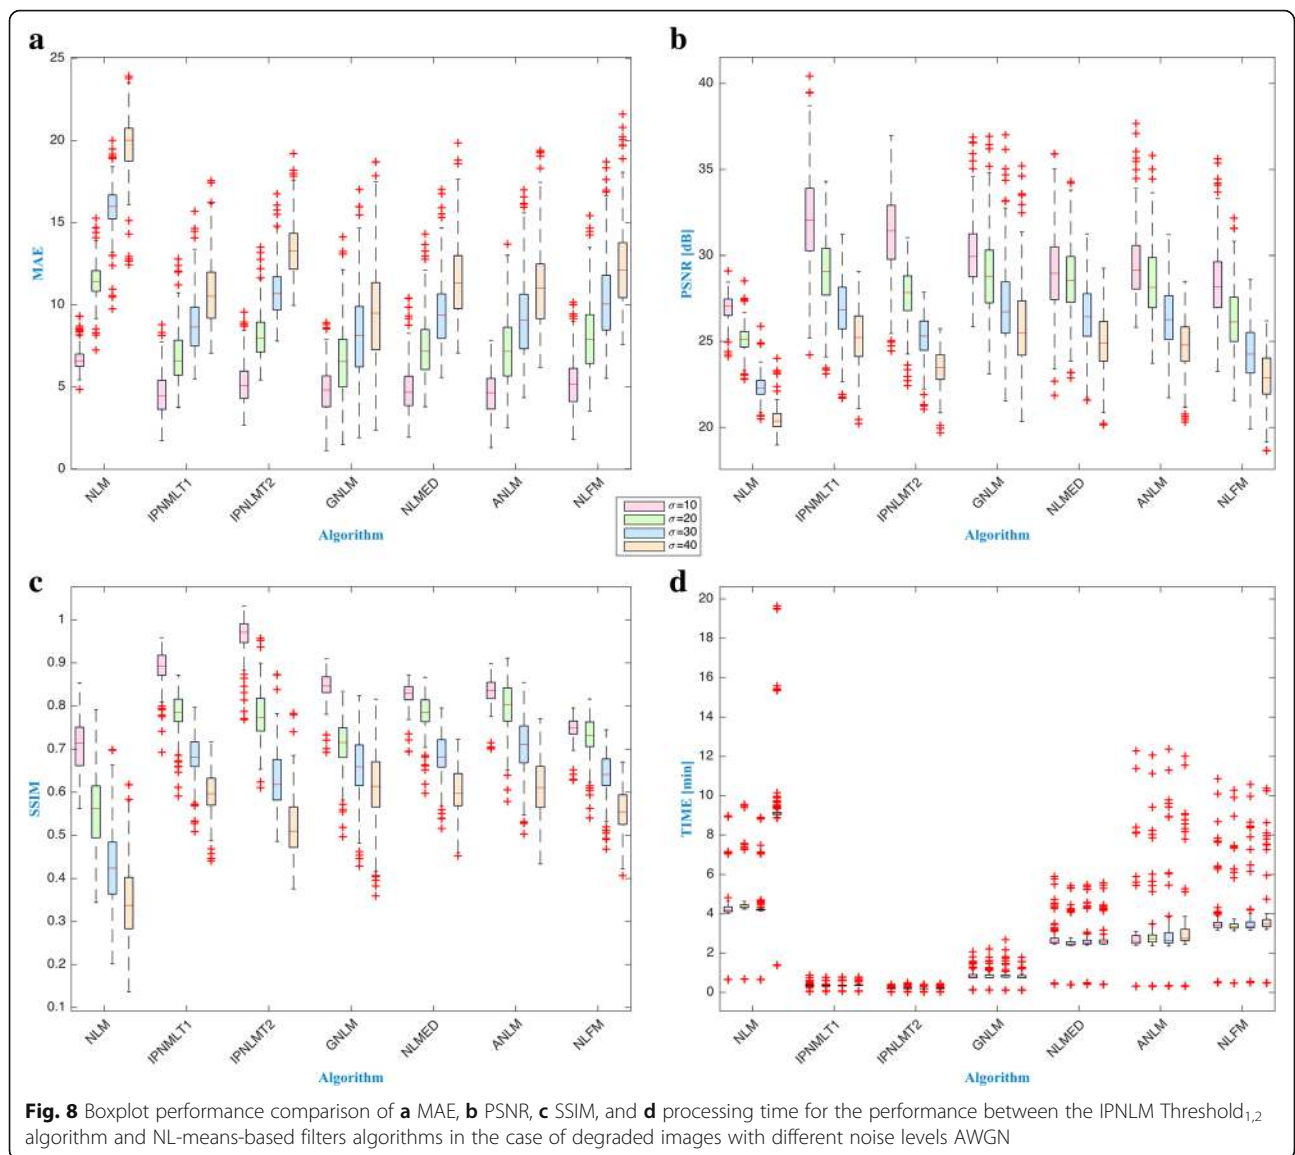 a
25
20
15
10
5
0
MAE
NLM
IPNMLT1
IPNLMT2
GNLM
NLMED
ANLM
NLFM
Algorithm
b
40
35
30
25
20
PSNR [dB]
NLM
IPNMLT1
IPNLMT2
GNLM
NLMED
ANLM
NLFM
Algorithm
σ=10
σ=20
σ=30
σ=40
c
1
0.9
0.8
0.7
0.6
0.5
0.4
0.3
0.2
0.1
SSIM
NLM
IPNMLT1
IPNLMT2
GNLM
NLMED
ANLM
NLFM
Algorithm
d
20
18
16
14
12
10
8
6
4
2
0
TIME [min]
NLM
IPNMLT1
IPNLMT2
GNLM
NLMED
ANLM
NLFM
Algorithm
Fig. 8 Boxplot performance comparison of a MAE, b PSNR, c SSIM, and d processing time for the performance between the IPNLM Threshold1,2
algorithm and NL-means-based filters algorithms in the case of degraded images with different noise levels AWGN